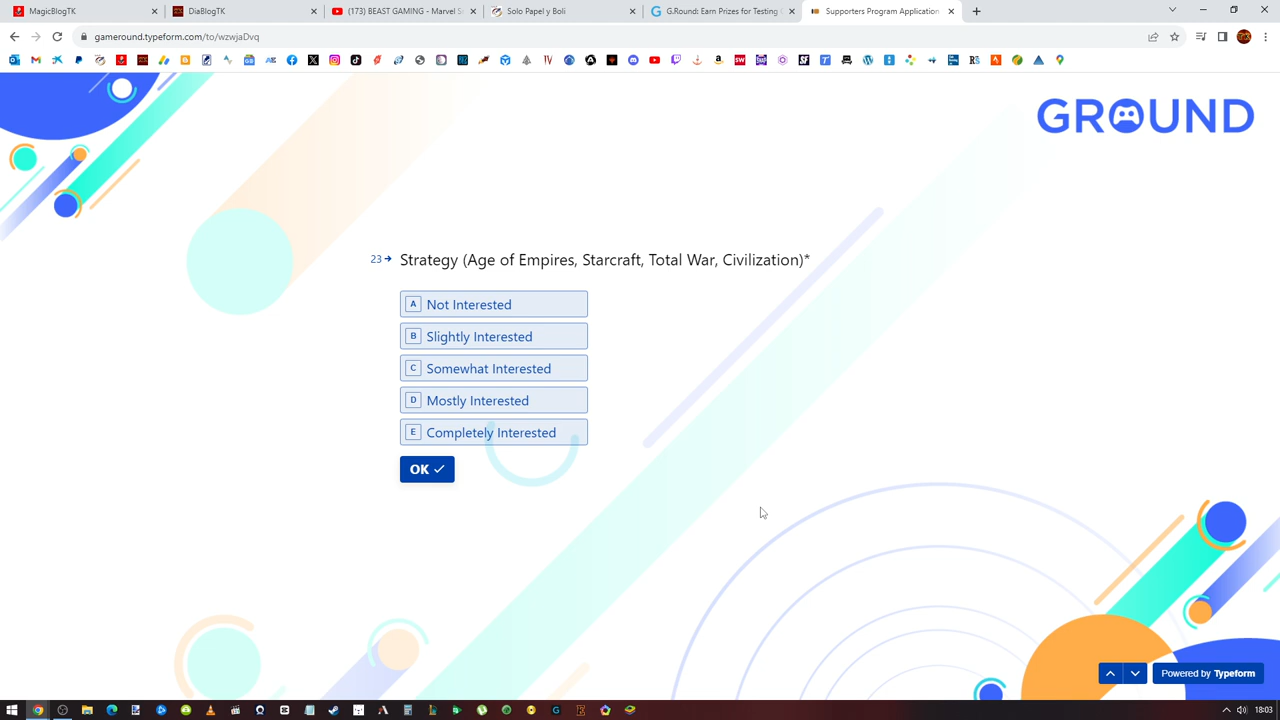 MagicBlogTK
DiaBlogTK
(173) BEAST GAMING - Marvel S
Solo Papel y Boli
G.Round: Earn Prizes for Testing
Supporters Program Application
gameround.typeform.com/to/wzwjaDvq
GROUND
23 Strategy (Age of Empires, Starcraft, Total War, Civilization)*
A Not Interested
B Slightly Interested
C Somewhat Interested
D Mostly Interested
E Completely Interested
OK
Powered by Typeform
18:03